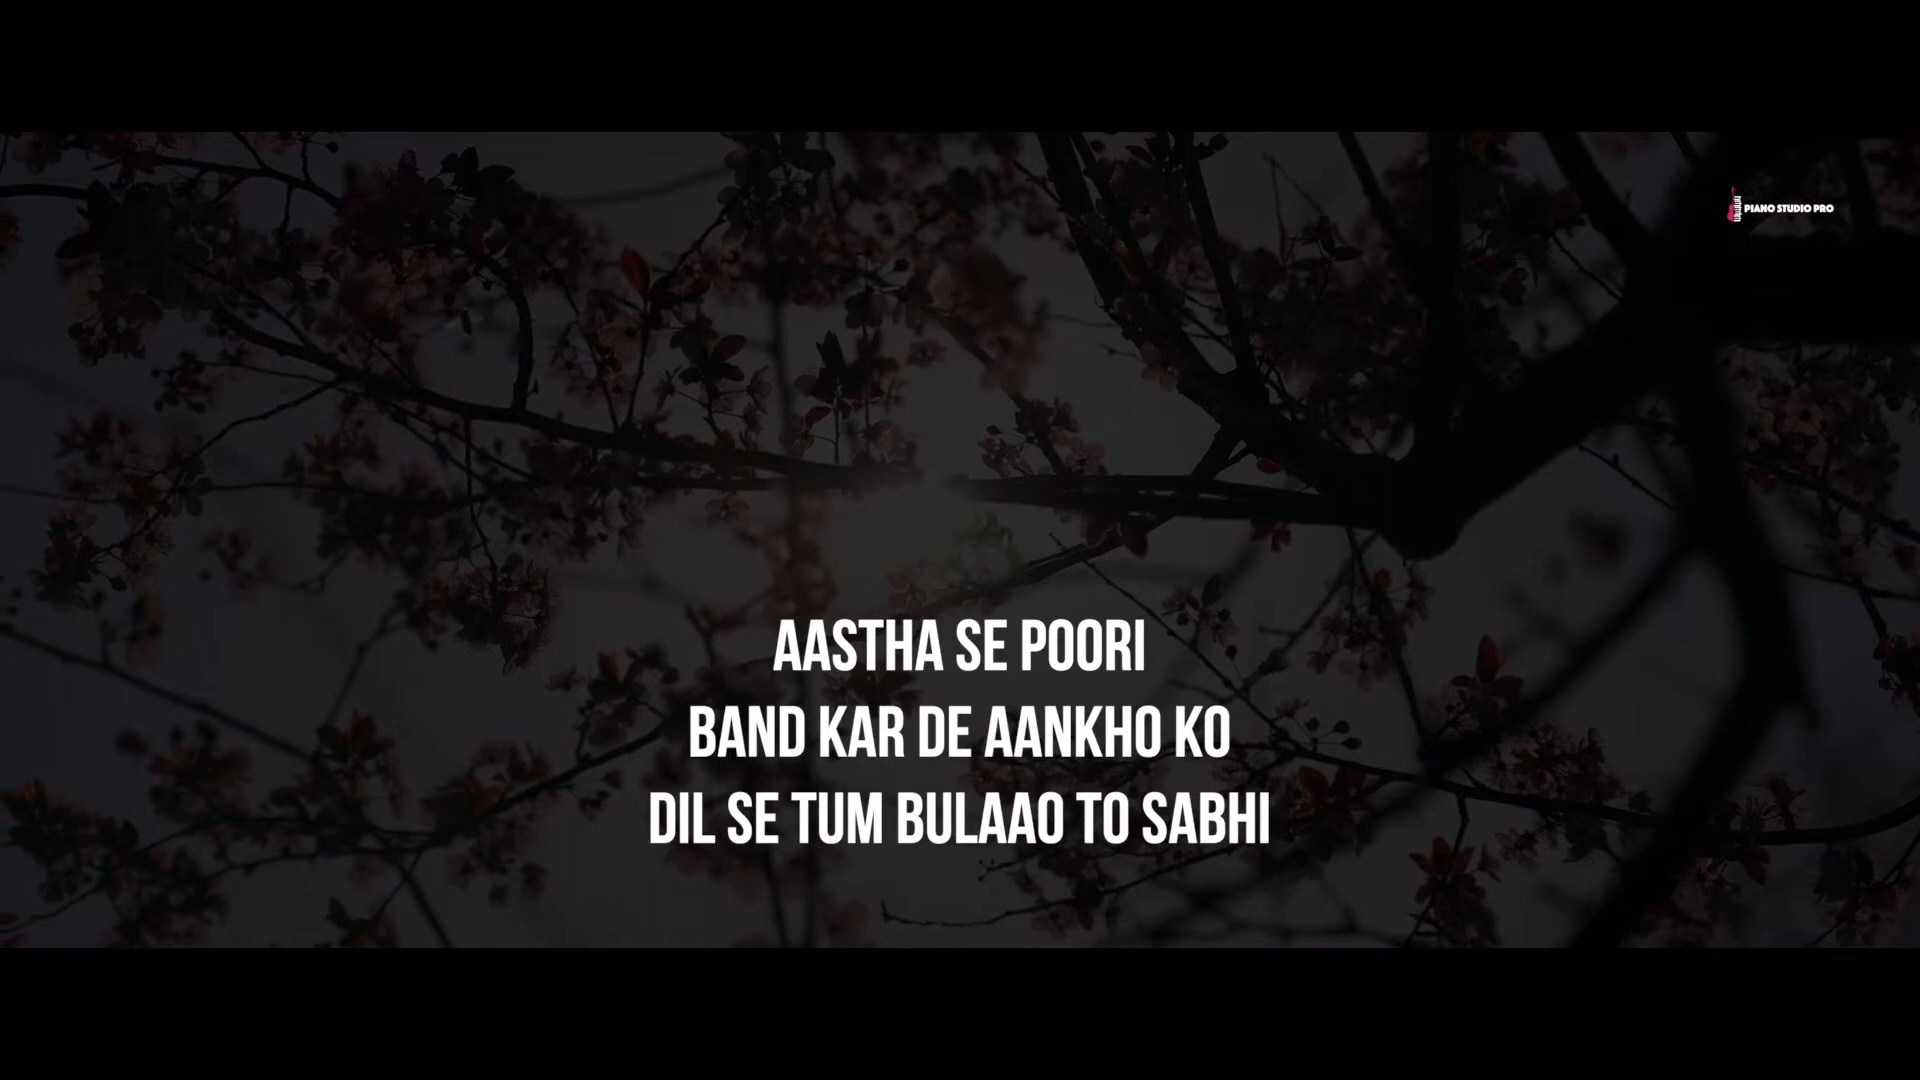 PIANO STUDIO PRO
AASTHA SE POORI
BAND KAR DE AANKHO KO
DIL SE TUM BULAAO TO SABHI